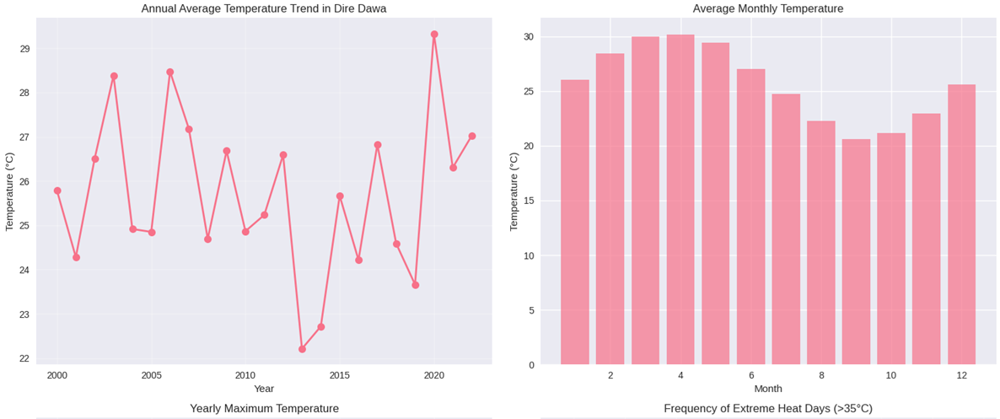 Annual Average Temperature Trend in Dire Dawa
Temperature (°C)
29
28
27
26
25
24
23
22
2000 2005 2010 2015 2020
Year
Average Monthly Temperature
Temperature (°C)
30
25
20
15
10
5
0
2 4 6 8 10 12
Month
Yearly Maximum Temperature
Frequency of Extreme Heat Days (>35°C)